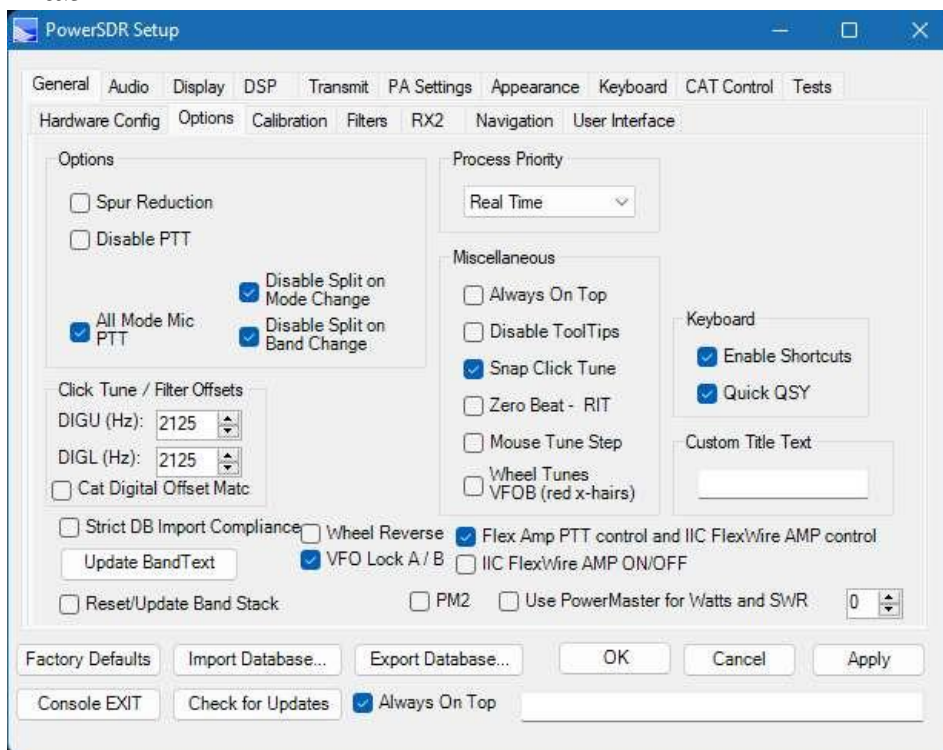 PowerSDR Setup
General Audio Display DSP Transmit PA Settings Appearance Keyboard CAT Control Tests
Hardware Config Options Calibration Filters RX2 Navigation User Interface
Options
Spur Reduction
Disable PTT
Disable Split on
Mode Change
All Mode Mic
PTT
Disable Split on
Band Change
Click Tune / Filter Offsets
DIGU (Hz): 2125
DIGL (Hz): 2125
Cat Digital Offset Matc
Process Priority
Real Time
Miscellaneous
Always On Top
Disable ToolTips
Snap Click Tune
Zero Beat - RIT
Mouse Tune Step
Wheel Tunes
VFOB (red x-hairs)
Keyboard
Enable Shortcuts
Quick QSY
Custom Title Text
Strict DB Import Compliance Wheel Reverse Flex Amp PTT control and IIC FlexWire AMP control
Update BandText VFO Lock A / B IIC FlexWire AMP ON/OFF
Reset/Update Band Stack PM2 Use PowerMaster for Watts and SWR 0
Factory Defaults Import Database... Export Database... OK Cancel Apply
Console EXIT Check for Updates Always On Top